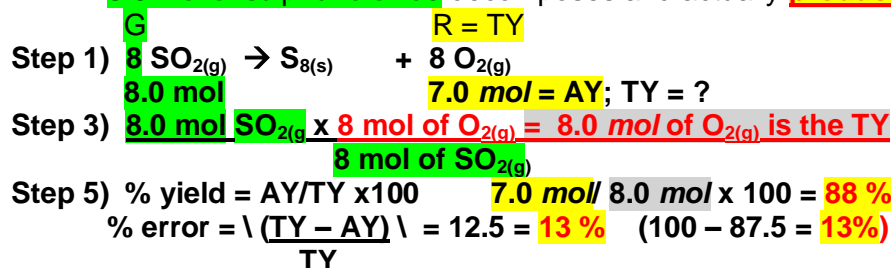 G R = TY
Step 1) 8 SO2(g) → S8(s) + 8 O2(g)
8.0 mol 7.0 mol = AY; TY = ?
Step 3) 8.0 mol SO2(g x 8 mol of O2(g) = 8.0 mol of O2(g) is the TY
8 mol of SO2(g)
Step 5) % yield = AY/TY x100 7.0 mol/ 8.0 mol x 100 = 88 %
% error = \ (TY – AY) \ = 12.5 = 13 % (100 – 87.5 = 13%)
TY